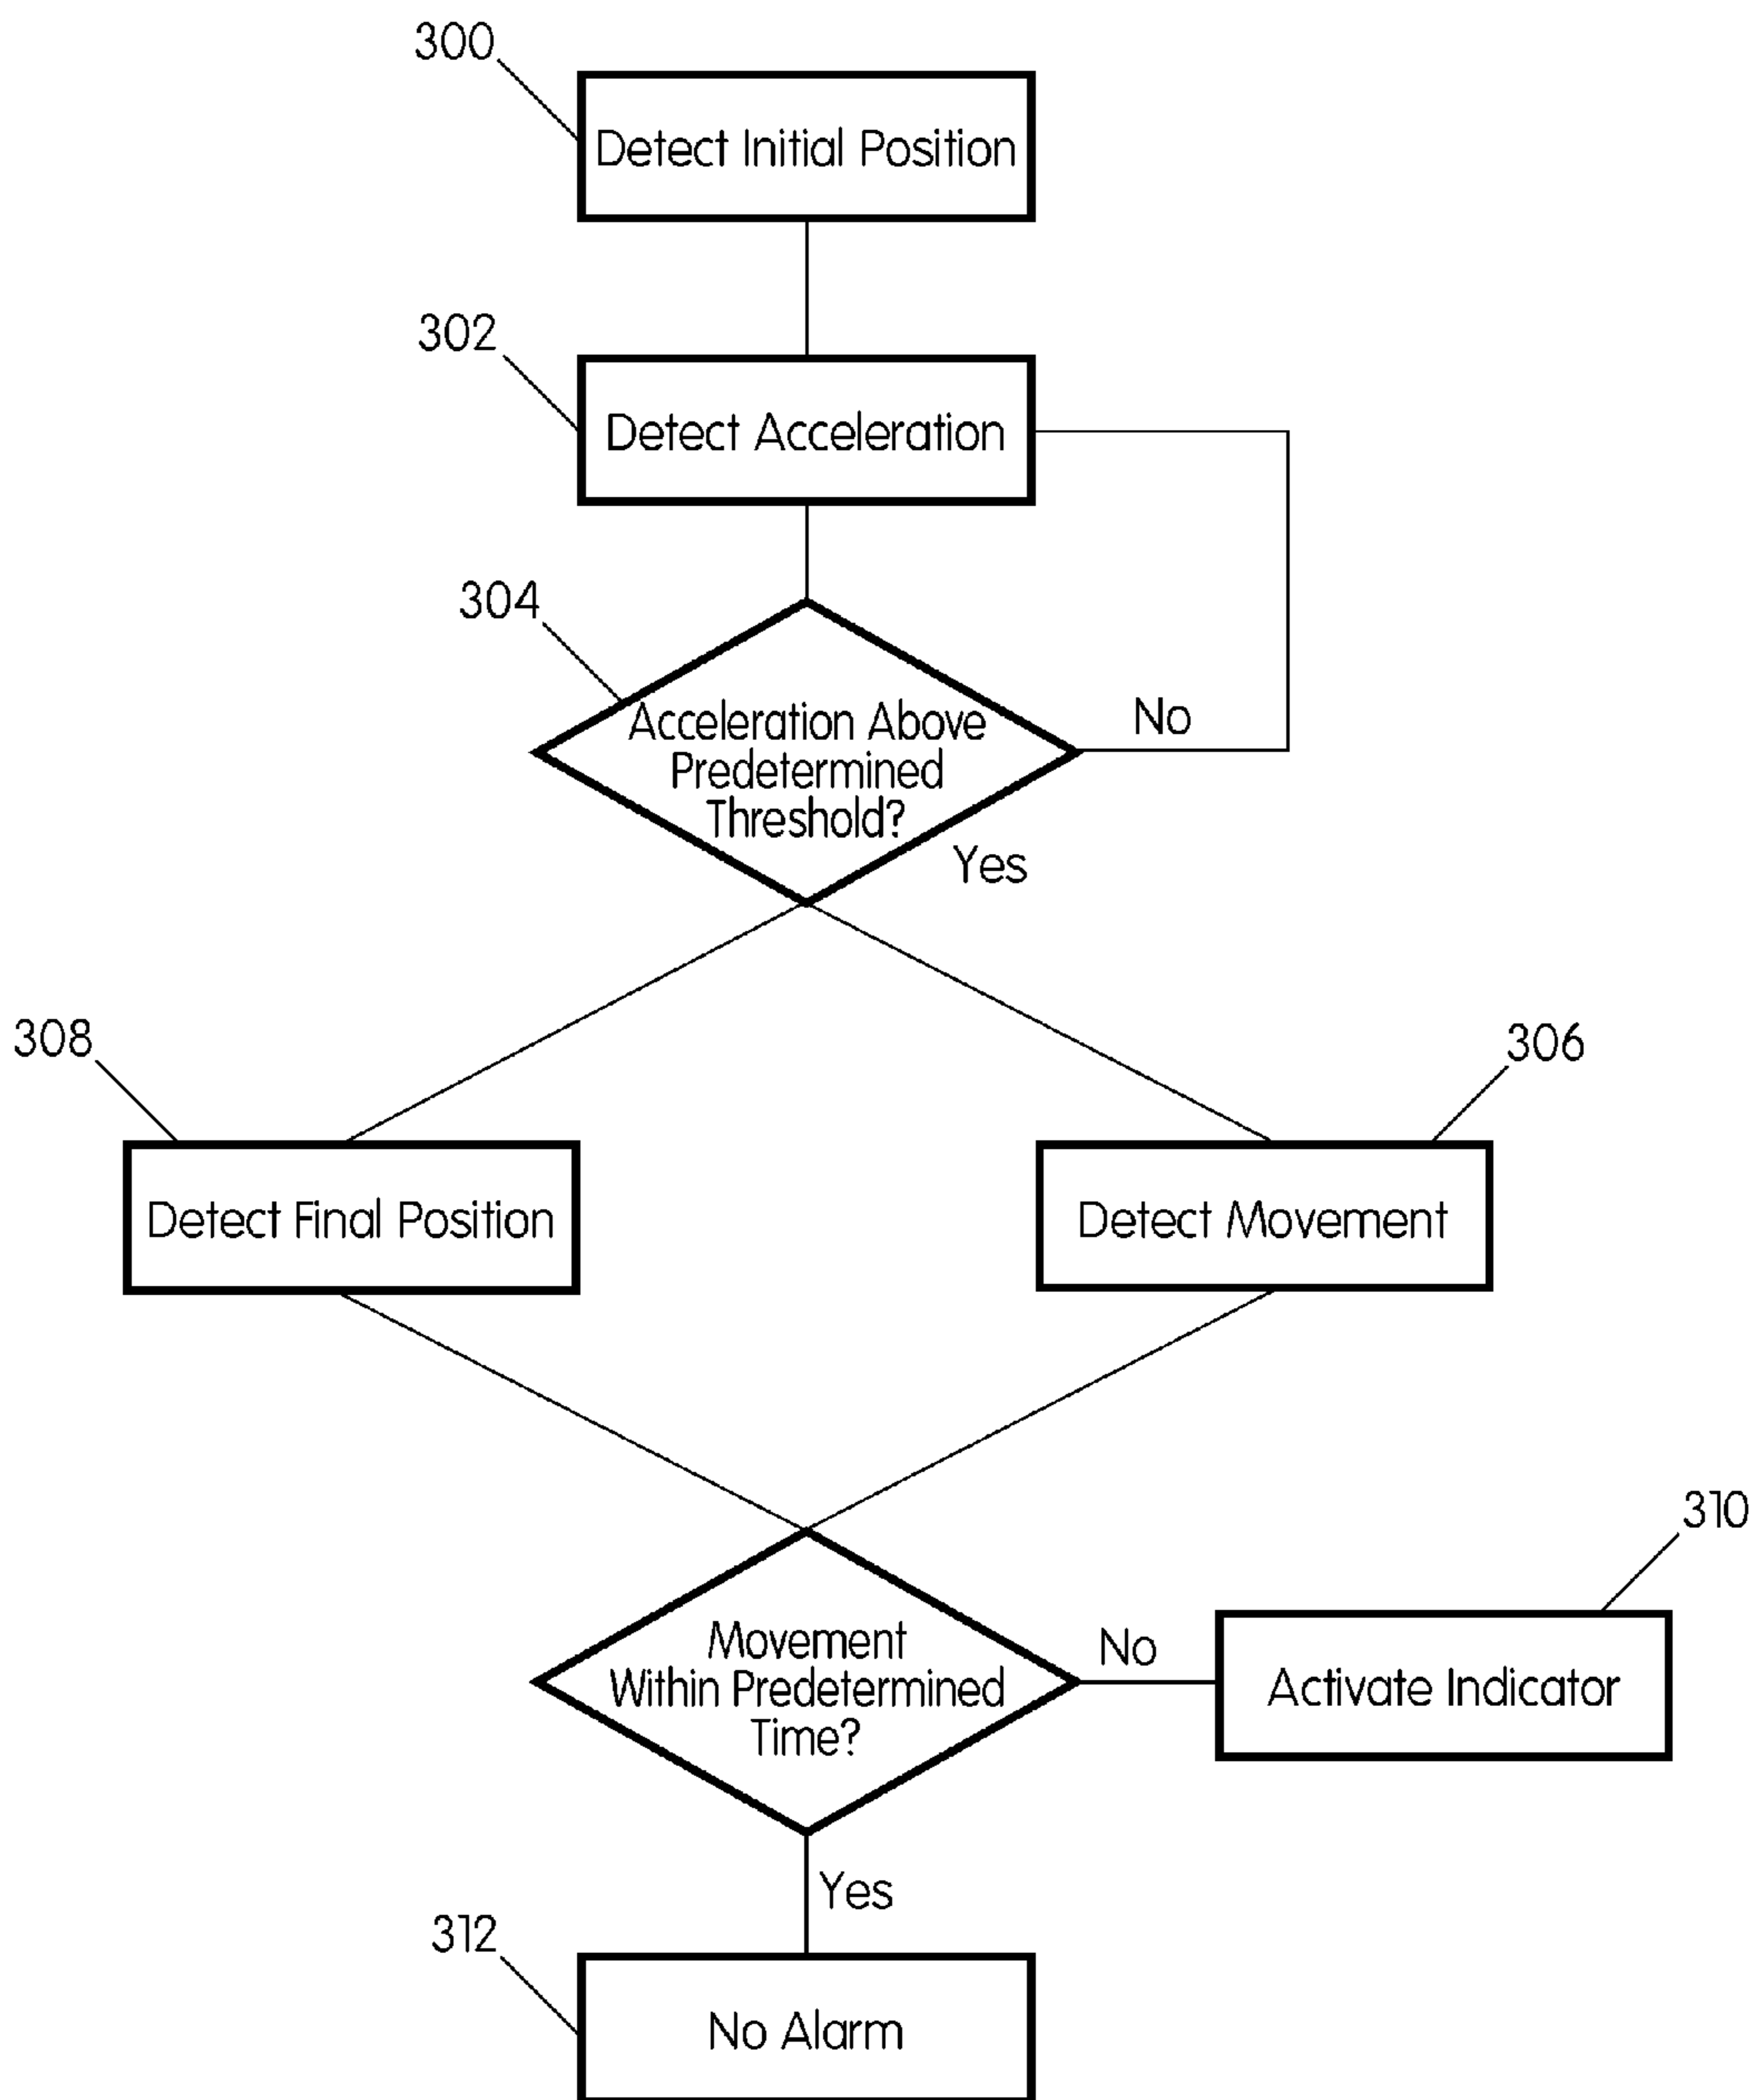 300
Detect Initial Position
302
Detect Acceleration
304
Acceleration Above
Predetermined
Threshold?
No
Yes
308
306
Detect Final Position
Detect Movement
310
Movement
Within Predetermined
Time?
No
Activate Indicator
Yes
312
No Alarm